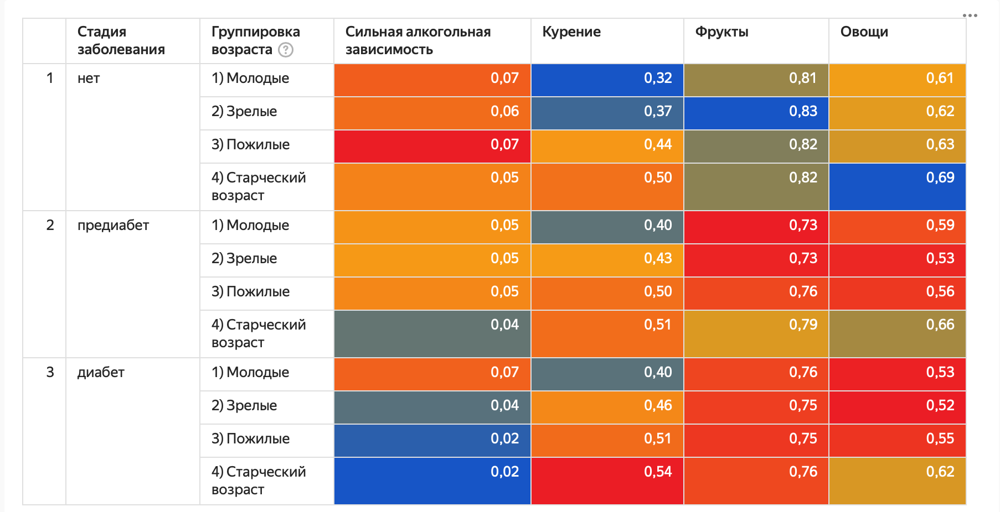 Стадия заболевания	Группировка возраста ?	Сильная алкогольная зависимость	Курение	Фрукты	Овощи
1	нет	1) Молодые	0,07	0,32	0,81	0,61
2) Зрелые	0,06	0,37	0,83	0,62
3) Пожилые	0,07	0,44	0,82	0,63
4) Старческий возраст	0,05	0,50	0,82	0,69
2	предиабет	1) Молодые	0,05	0,40	0,73	0,59
2) Зрелые	0,05	0,43	0,73	0,53
3) Пожилые	0,05	0,50	0,76	0,56
4) Старческий возраст	0,04	0,51	0,79	0,66
3	диабет	1) Молодые	0,07	0,40	0,76	0,53
2) Зрелые	0,04	0,46	0,75	0,52
3) Пожилые	0,02	0,51	0,75	0,55
4) Старческий возраст	0,02	0,54	0,76	0,62